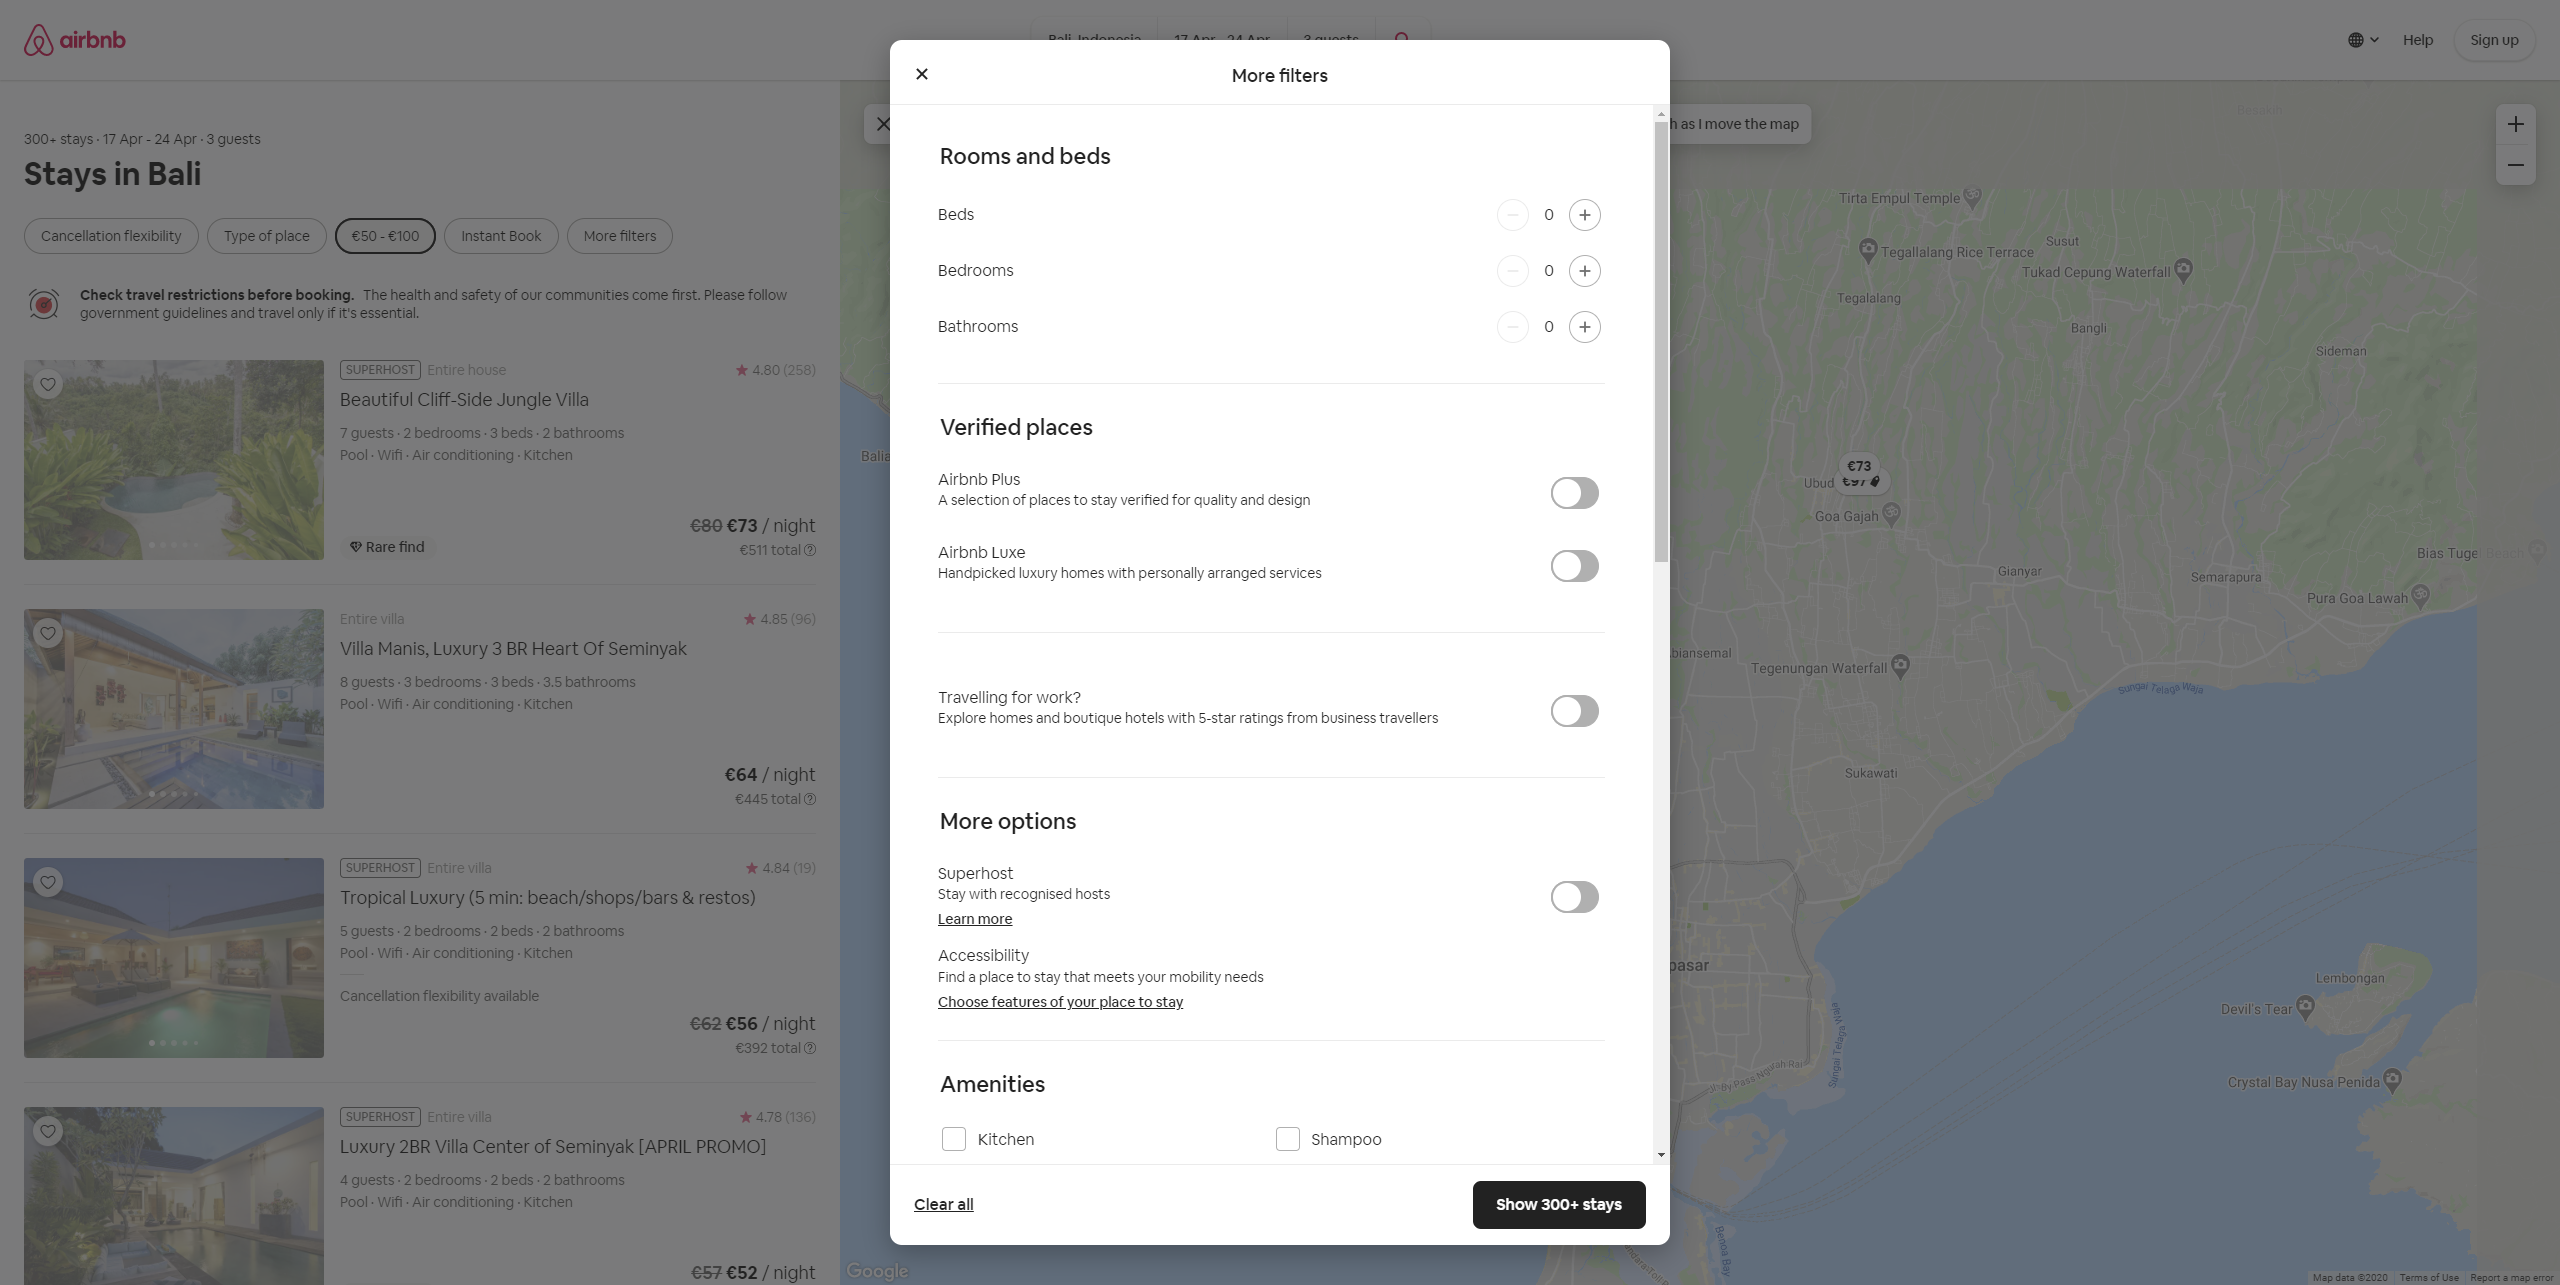 airbnb
Bali, Indonesia
17 Apr - 24 Apr
3 guests
Help
Sign up
300+ stays · 17 Apr - 24 Apr · 3 guests
Stays in Bali
Cancellation flexibility
Type of place
€50 - €100
Instant Book
More filters
Check travel restrictions before booking. The health and safety of our communities come first. Please follow
government guidelines and travel only if it's essential.
SUPERHOST Entire house
4.80 (258)
Beautiful Cliff-Side Jungle Villa
7 guests · 2 bedrooms · 3 beds · 2 bathrooms
Pool · Wifi · Air conditioning · Kitchen
€80 €73 / night
Rare find
€511 total
Entire villa
4.85 (96)
Villa Manis, Luxury 3 BR Heart Of Seminyak
8 guests · 3 bedrooms · 3 beds · 3.5 bathrooms
Pool · Wifi · Air conditioning · Kitchen
€64 / night
€445 total
SUPERHOST Entire villa
4.84 (19)
Tropical Luxury (5 min: beach/shops/bars & restos)
5 guests · 2 bedrooms · 2 beds · 2 bathrooms
Pool · Wifi · Air conditioning · Kitchen
Cancellation flexibility available
€62 €56 / night
€392 total
SUPERHOST Entire villa
4.78 (136)
Luxury 2BR Villa Center of Seminyak [APRIL PROMO]
4 guests · 2 bedrooms · 2 beds · 2 bathrooms
Pool · Wifi · Air conditioning · Kitchen
€57 €52 / night
More filters
Rooms and beds
Beds
0
Bedrooms
0
Bathrooms
0
Verified places
Airbnb Plus
A selection of places to stay verified for quality and design
Airbnb Luxe
Handpicked luxury homes with personally arranged services
Travelling for work?
Explore homes and boutique hotels with 5-star ratings from business travellers
More options
Superhost
Stay with recognised hosts
Learn more
Accessibility
Find a place to stay that meets your mobility needs
Choose features of your place to stay
Amenities
Kitchen
Shampoo
Clear all
Show 300+ stays
h as I move the map
Besakih
Tirta Empul Temple
Tegallalang Rice Terrace
Susut
Tukad Cepung Waterfall
Tegalalang
Bangli
Sideman
Balia
€73
Ubud
€97
Goa Gajah
Bias Tugel Beach
Gianyar
Semarapura
Pura Goa Lawah
biansemal
Tegenungan Waterfall
Sungai Telaga Waja
Sukawati
pasar
Lembongan
Devil's Tear
Sungai Telaga Waja
By Pass Ngurah Rai
Crystal Bay Nusa Penida
Benoa Bay
Google
Map data ©2020
Terms of Use
Report a map error